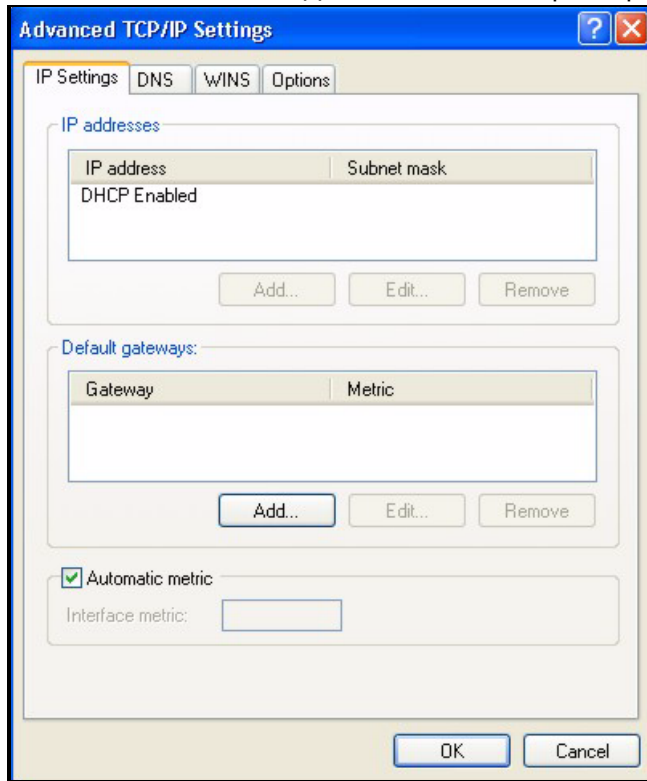 Advanced TCP/IP Settings
IP Settings DNS WINS Options
IP addresses
IP address Subnet mask
DHCP Enabled
Add... Edit... Remove
Default gateways:
Gateway Metric
Add... Edit... Remove
Automatic metric
Interface metric:
OK Cancel